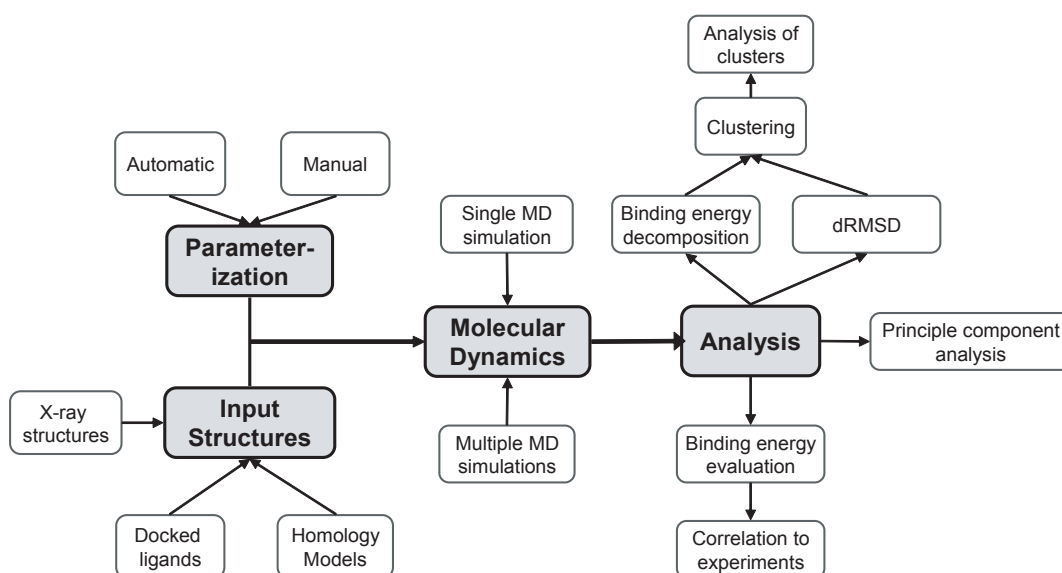 Analysis of
clusters
Clustering
Automatic
Manual
Single MD
simulation
Binding energy
decomposition
dRMSD
Parameter-
ization
Molecular
Dynamics
Analysis
Principle component
analysis
X-ray
structures
Input
Structures
Multiple MD
simulations
Binding energy
evaluation
Docked
ligands
Homology
Models
Correlation to
experiments